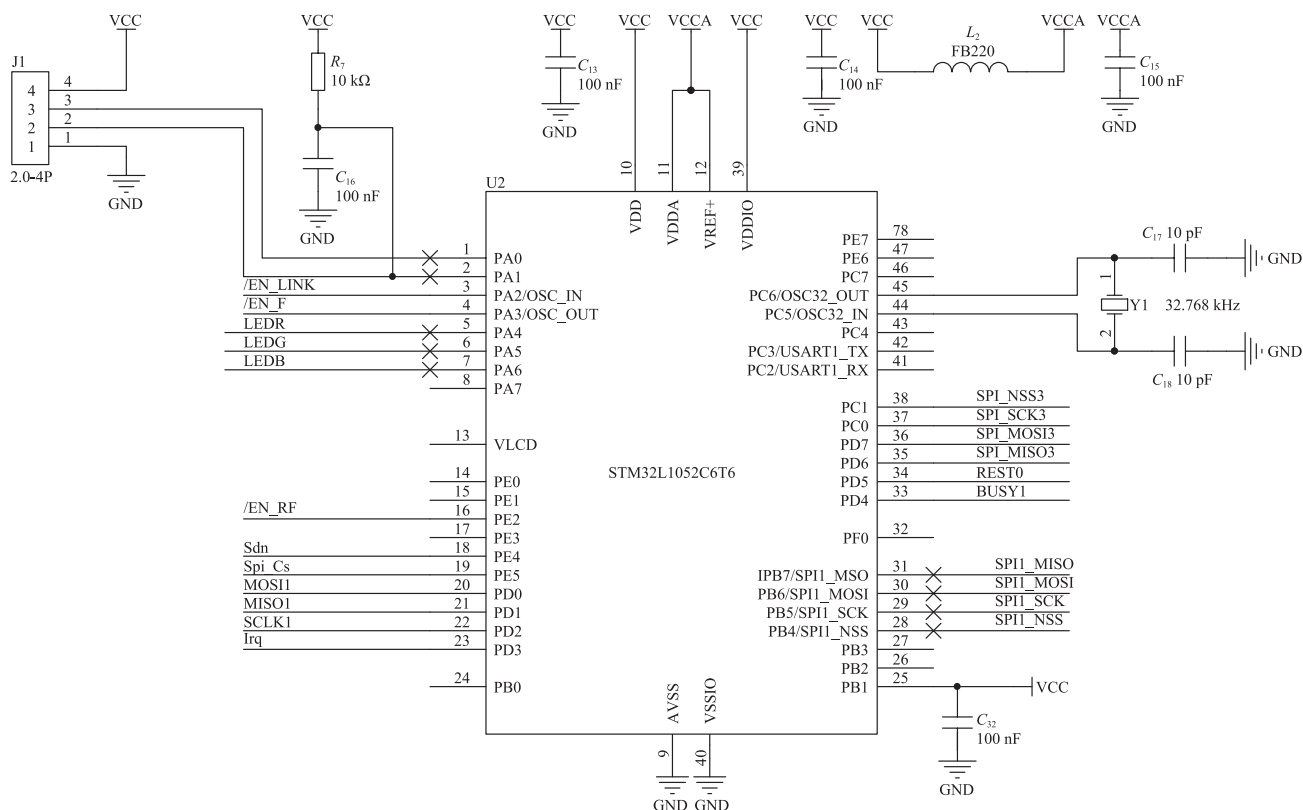 VCC
VCC
VCC
VCC
VCCA
VCC
VCC
VCC
VCCA
VCCA
J1
4
3
2
1
4
3
2
1
2.0-4P
GND
R7
10 kΩ
C16
100 nF
GND
C13
100 nF
GND
C14
100 nF
GND
L2
FB220
C15
100 nF
GND
U2
10
11
12
39
VDD
VDDA
VREF+
VDDIO
1 PA0
2 PA1
/EN_LINK 3 PA2/OSC_IN
/EN_F 4 PA3/OSC_OUT
LEDR 5 PA4
LEDG 6 PA5
LEDB 7 PA6
8 PA7
13 VLCD
14 PE0
15 PE1
/EN_RF 16 PE2
17 PE3
Sdn 18 PE4
Spi_Cs 19 PE5
MOSI1 20 PD0
MISO1 21 PD1
SCLK1 22 PD2
Irq 23 PD3
24 PB0
STM32L1052C6T6
PE7 78
PE6 47
PC7 46
PC6/OSC32_OUT 45
PC5/OSC32_IN 44
PC4 43
PC3/USART1_TX 42
PC2/USART1_RX 41
PC1 38 SPI_NSS3
PC0 37 SPI_SCK3
PD7 36 SPI_MOSI3
PD6 35 SPI_MISO3
PD5 34 REST0
PD4 33 BUSY1
PF0 32
IPB7/SPI1_MSO 31 SPI1_MISO
PB6/SPI1_MOSI 30 SPI1_MOSI
PB5/SPI1_SCK 29 SPI1_SCK
PB4/SPI1_NSS 28 SPI1_NSS
PB3 27
PB2 26
PB1 25
VCC
C32
100 nF
GND
C17 10 pF
GND
1
Y1 32.768 kHz
2
C18 10 pF
GND
AVSS
VSSIO
9
40
GND
GND